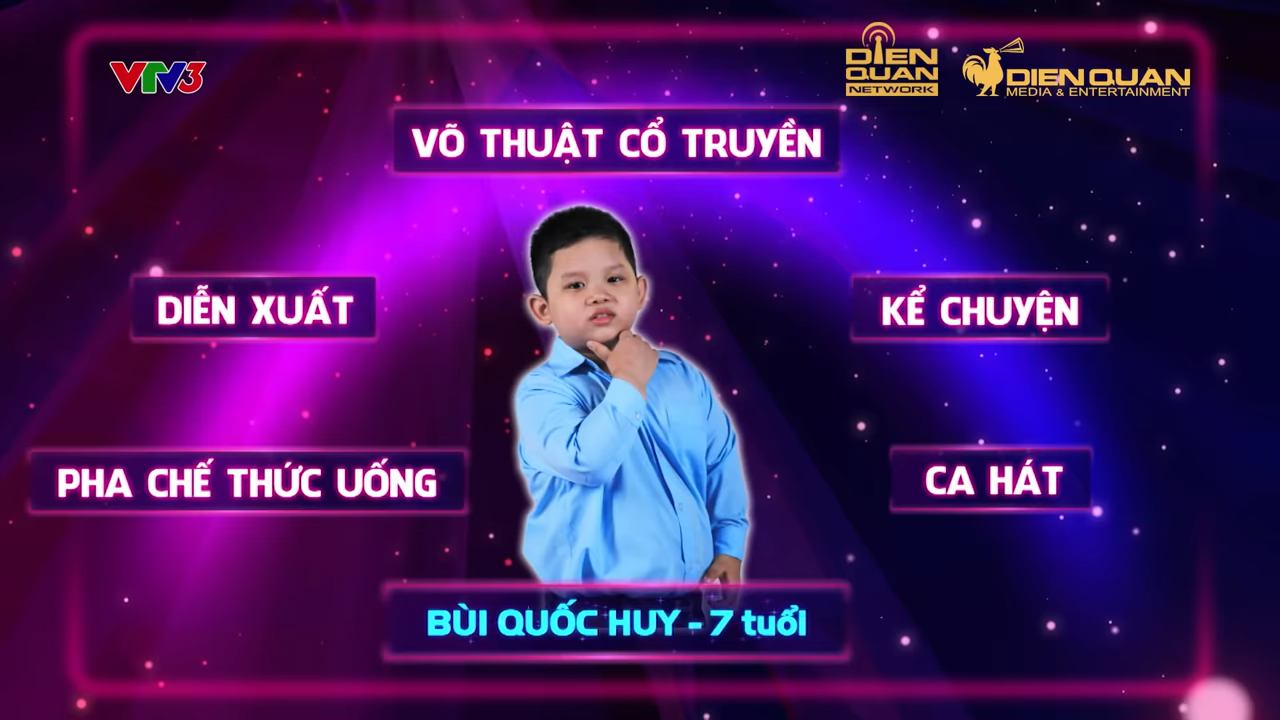 VTV3
DIEN
QUAN
NETWORK
DIEN QUAN
MEDIA & ENTERTAINMENT
VÕ THUẬT CỔ TRUYỀN
DIỄN XUẤT
KỂ CHUYỆN
PHA CHẾ THỨC UỐNG
CA HÁT
BÙI QUỐC HUY - 7 tuổi